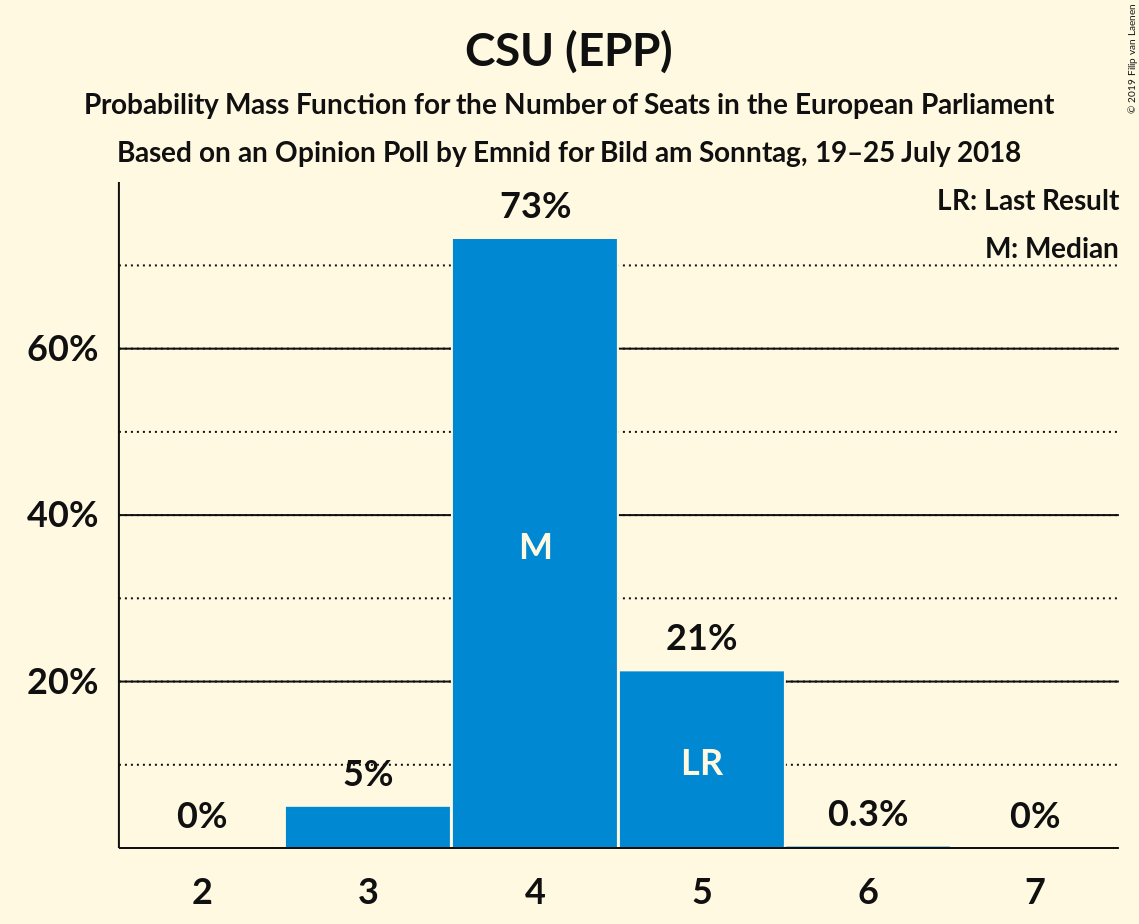 CSU (EPP)
Probability Mass Function for the Number of Seats in the European Parliament
Based on an Opinion Poll by Emnid for Bild am Sonntag, 19–25 July 2018
© 2019 Filip van Laenen
LR: Last Result
M: Median
73%
60%
40%
M
21%
20%
LR
5%
0%
0.3%
0%
2 3 4 5 6 7